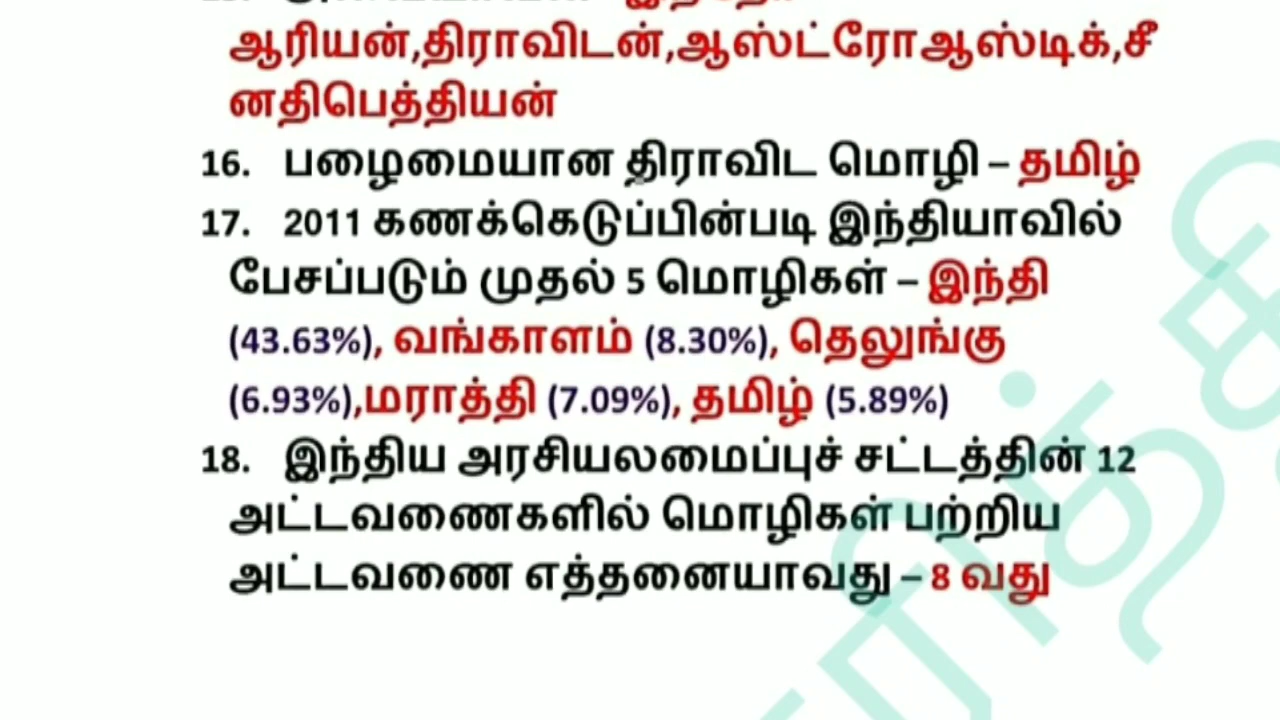 ஆரியன்,திராவிடன்,ஆஸ்ட்ரோஆஸ்டிக்,சீ
னதிபெத்தியன்
16. பழைமையான திராவிட மொழி – தமிழ்
17. 2011 கணக்கெடுப்பின்படி இந்தியாவில்
பேசப்படும் முதல் 5 மொழிகள் – இந்தி
(43.63%), வங்காளம் (8.30%), தெலுங்கு
(6.93%),மராத்தி (7.09%), தமிழ் (5.89%)
18. இந்திய அரசியலமைப்புச் சட்டத்தின் 12
அட்டவணைகளில் மொழிகள் பற்றிய
அட்டவணை எத்தனையாவது – 8 வது